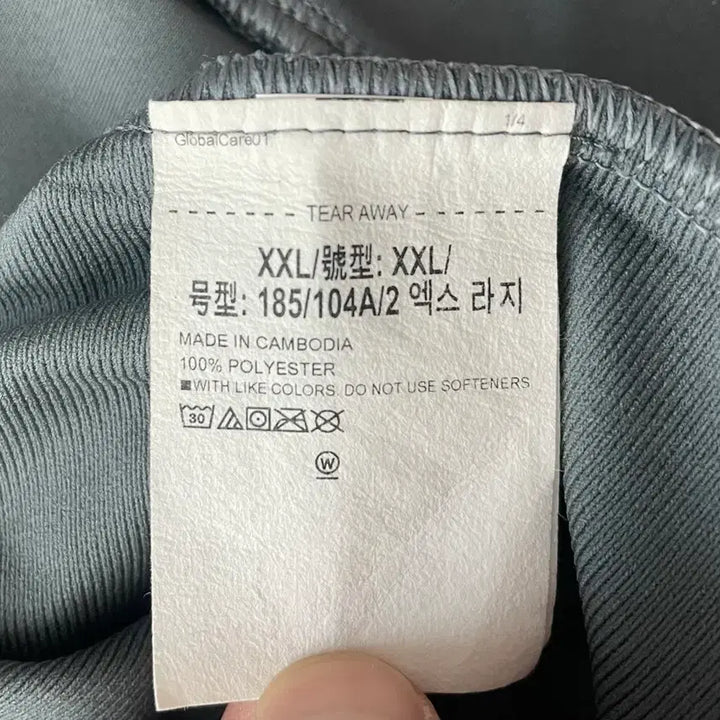 1/4
GlobalCare01
TEAR AWAY
XXL/號型: XXL/
号型: 185/104A/2 엑스 라지
MADE IN CAMBODIA
100% POLYESTER
WITH LIKE COLORS. DO NOT USE SOFTENERS
30
W